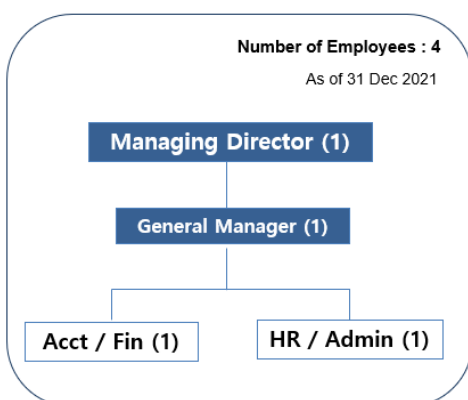 Number of Employees : 4
As of 31 Dec 2021
Managing Director (1)
General Manager (1)
Acct / Fin (1)
HR / Admin (1)